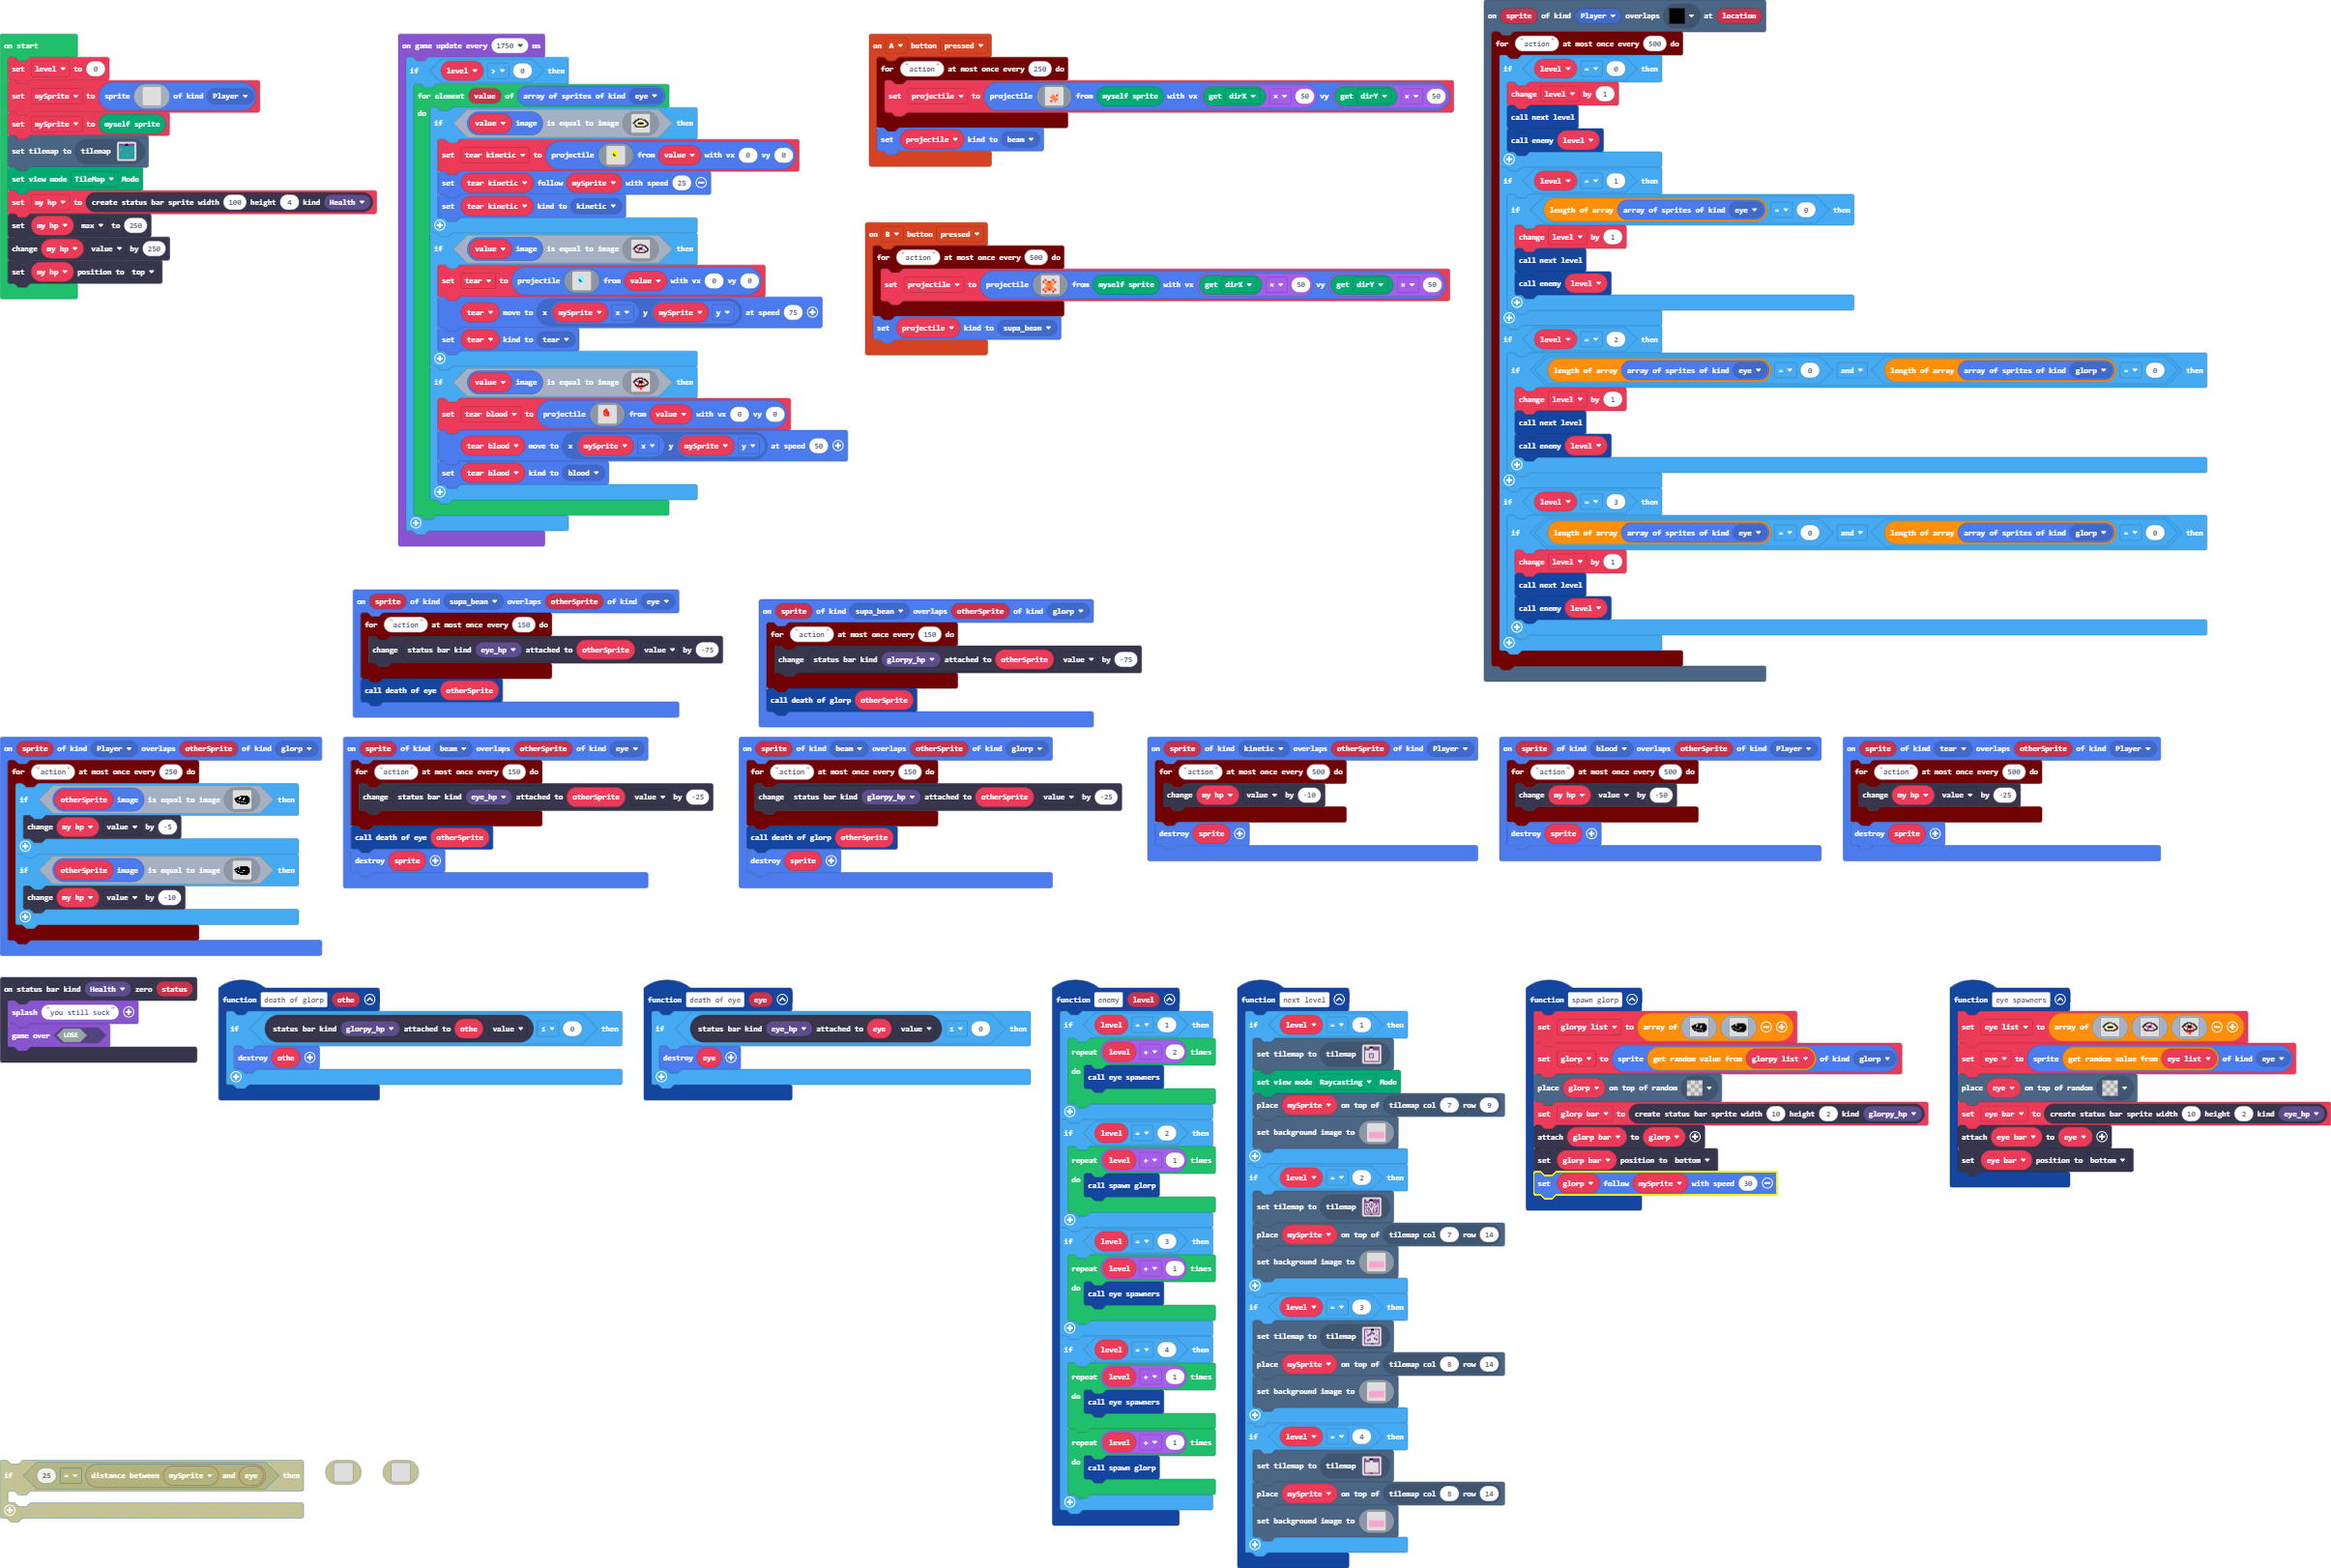 on start
set level to 0
set mySprite to sprite of kind Player
set mySprite to myself sprite
set tilemap to tilemap
set view mode TileMap Mode
set my hp to create status bar sprite width 100 height 4 kind Health
set my hp max to 250
change my hp value by 250
set my hp position to top
on game update every 1750 ms
if level > 0 then
for element value of array of sprites of kind eye
do
if value image is equal to image then
set tear kinetic to projectile from value with vx 0 vy 0
set tear kinetic follow mySprite with speed 25
set tear kinetic kind to kinetic
if value image is equal to image then
set tear to projectile from value with vx 0 vy 0
tear move to x mySprite x y mySprite y at speed 75
set tear kind to tear
if value image is equal to image then
set tear blood to projectile from value with vx 0 vy 0
tear blood move to x mySprite x y mySprite y at speed 50
set tear blood kind to blood
on A button pressed
for "action" at most once every 250 do
set projectile to projectile from myself sprite with vx get dirX × 50 vy get dirY × 50
set projectile kind to beam
on B button pressed
for "action" at most once every 500 do
set projectile to projectile from myself sprite with vx get dirX × 50 vy get dirY × 50
set projectile kind to supa_bean
on sprite of kind Player overlaps at location
for "action" at most once every 500 do
if level = 0 then
change level by 1
call next level
call enemy level
if level = 1 then
if length of array array of sprites of kind eye = 0 then
change level by 1
call next level
call enemy level
if level = 2 then
if length of array array of sprites of kind eye = 0 and length of array array of sprites of kind glorp = 0 then
change level by 1
call next level
call enemy level
if level = 3 then
if length of array array of sprites of kind eye = 0 and length of array array of sprites of kind glorp = 0 then
change level by 1
call next level
call enemy level
on sprite of kind supa_bean overlaps otherSprite of kind eye
for "action" at most once every 150 do
change status bar kind eye_hp attached to otherSprite value by -75
call death of eye otherSprite
on sprite of kind supa_bean overlaps otherSprite of kind glorp
for "action" at most once every 150 do
change status bar kind glorpy_hp attached to otherSprite value by -75
call death of glorp otherSprite
on sprite of kind Player overlaps otherSprite of kind glorp
for "action" at most once every 250 do
if otherSprite image is equal to image then
change my hp value by -5
if otherSprite image is equal to image then
change my hp value by -10
on sprite of kind beam overlaps otherSprite of kind eye
for "action" at most once every 150 do
change status bar kind eye_hp attached to otherSprite value by -25
call death of eye otherSprite
destroy sprite
on sprite of kind beam overlaps otherSprite of kind glorp
for "action" at most once every 150 do
change status bar kind glorpy_hp attached to otherSprite value by -25
call death of glorp otherSprite
destroy sprite
on sprite of kind kinetic overlaps otherSprite of kind Player
for "action" at most once every 500 do
change my hp value by -10
destroy sprite
on sprite of kind blood overlaps otherSprite of kind Player
for "action" at most once every 500 do
change my hp value by -50
destroy sprite
on sprite of kind tear overlaps otherSprite of kind Player
for "action" at most once every 500 do
change my hp value by -25
destroy sprite
on status bar kind Health zero status
splash "you still suck"
game over LOSE
function death of glorp othe
if status bar kind glorpy_hp attached to othe value ≤ 0 then
destroy othe
function death of eye eye
if status bar kind eye_hp attached to eye value ≤ 0 then
destroy eye
function enemy level
if level = 1 then
repeat level + 2 times
do call eye spawners
if level = 2 then
repeat level + 1 times
do call spawn glorp
if level = 3 then
repeat level + 1 times
do call eye spawners
if level = 4 then
repeat level + 1 times
do call eye spawners
repeat level + 1 times
do call spawn glorp
function next level
if level = 1 then
set tilemap to tilemap
set view mode Raycasting Mode
place mySprite on top of tilemap col 7 row 9
set background image to
if level = 2 then
set tilemap to tilemap
place mySprite on top of tilemap col 7 row 14
set background image to
if level = 3 then
set tilemap to tilemap
place mySprite on top of tilemap col 8 row 14
set background image to
if level = 4 then
set tilemap to tilemap
place mySprite on top of tilemap col 8 row 14
set background image to
function spawn glorp
set glorpy list to array of
set glorp to sprite get random value from glorpy list of kind glorp
place glorp on top of random
set glorp bar to create status bar sprite width 10 height 2 kind glorpy_hp
attach glorp bar to glorp
set glorp bar position to bottom
set glorp follow mySprite with speed 30
function eye spawners
set eye list to array of
set eye to sprite get random value from eye list of kind eye
place eye on top of random
set eye bar to create status bar sprite width 10 height 2 kind eye_hp
attach eye bar to eye
set eye bar position to bottom
if 25 = distance between mySprite and eye then